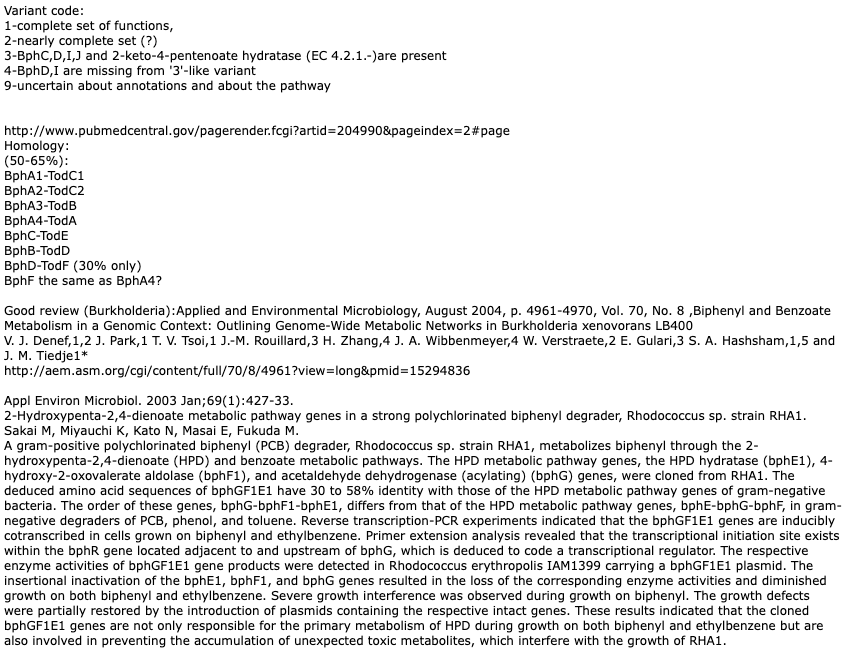 Variant code:
1-complete set of functions,
2-nearly complete set (?)
3-BphC,D,I,J and 2-keto-4-pentenoate hydratase (EC 4.2.1.-)are present
4-BphD,I are missing from '3'-like variant
9-uncertain about annotations and about the pathway
http://www.pubmedcentral.gov/pagerender.fcgi?artid=204990&pageindex=2#page
Homology:
(50-65%):
BphA1-TodC1
BphA2-TodC2
BphA3-TodB
BphA4-TodA
BphC-TodE
BphB-TodD
BphD-TodF (30% only)
BphF the same as BphA4?
Good review (Burkholderia):Applied and Environmental Microbiology, August 2004, p. 4961-4970, Vol. 70, No. 8 ,Biphenyl and Benzoate
Metabolism in a Genomic Context: Outlining Genome-Wide Metabolic Networks in Burkholderia xenovorans LB400
V. J. Denef,1,2 J. Park,1 T. V. Tsoi,1 J.-M. Rouillard,3 H. Zhang,4 J. A. Wibbenmeyer,4 W. Verstraete,2 E. Gulari,3 S. A. Hashsham,1,5 and
J. M. Tiedje1*
http://aem.asm.org/cgi/content/full/70/8/4961?view=long&pmid=15294836
Appl Environ Microbiol. 2003 Jan;69(1):427-33.
2-Hydroxypenta-2,4-dienoate metabolic pathway genes in a strong polychlorinated biphenyl degrader, Rhodococcus sp. strain RHA1.
Sakai M, Miyauchi K, Kato N, Masai E, Fukuda M.
A gram-positive polychlorinated biphenyl (PCB) degrader, Rhodococcus sp. strain RHA1, metabolizes biphenyl through the 2-
hydroxypenta-2,4-dienoate (HPD) and benzoate metabolic pathways. The HPD metabolic pathway genes, the HPD hydratase (bphE1), 4-
hydroxy-2-oxovalerate aldolase (bphF1), and acetaldehyde dehydrogenase (acylating) (bphG) genes, were cloned from RHA1. The
deduced amino acid sequences of bphGF1E1 have 30 to 58% identity with those of the HPD metabolic pathway genes of gram-negative
bacteria. The order of these genes, bphG-bphF1-bphE1, differs from that of the HPD metabolic pathway genes, bphE-bphG-bphF, in gram-
negative degraders of PCB, phenol, and toluene. Reverse transcription-PCR experiments indicated that the bphGF1E1 genes are inducibly
cotranscribed in cells grown on biphenyl and ethylbenzene. Primer extension analysis revealed that the transcriptional initiation site exists
within the bphR gene located adjacent to and upstream of bphG, which is deduced to code a transcriptional regulator. The respective
enzyme activities of bphGF1E1 gene products were detected in Rhodococcus erythropolis IAM1399 carrying a bphGF1E1 plasmid. The
insertional inactivation of the bphE1, bphF1, and bphG genes resulted in the loss of the corresponding enzyme activities and diminished
growth on both biphenyl and ethylbenzene. Severe growth interference was observed during growth on biphenyl. The growth defects
were partially restored by the introduction of plasmids containing the respective intact genes. These results indicated that the cloned
bphGF1E1 genes are not only responsible for the primary metabolism of HPD during growth on both biphenyl and ethylbenzene but are
also involved in preventing the accumulation of unexpected toxic metabolites, which interfere with the growth of RHA1.